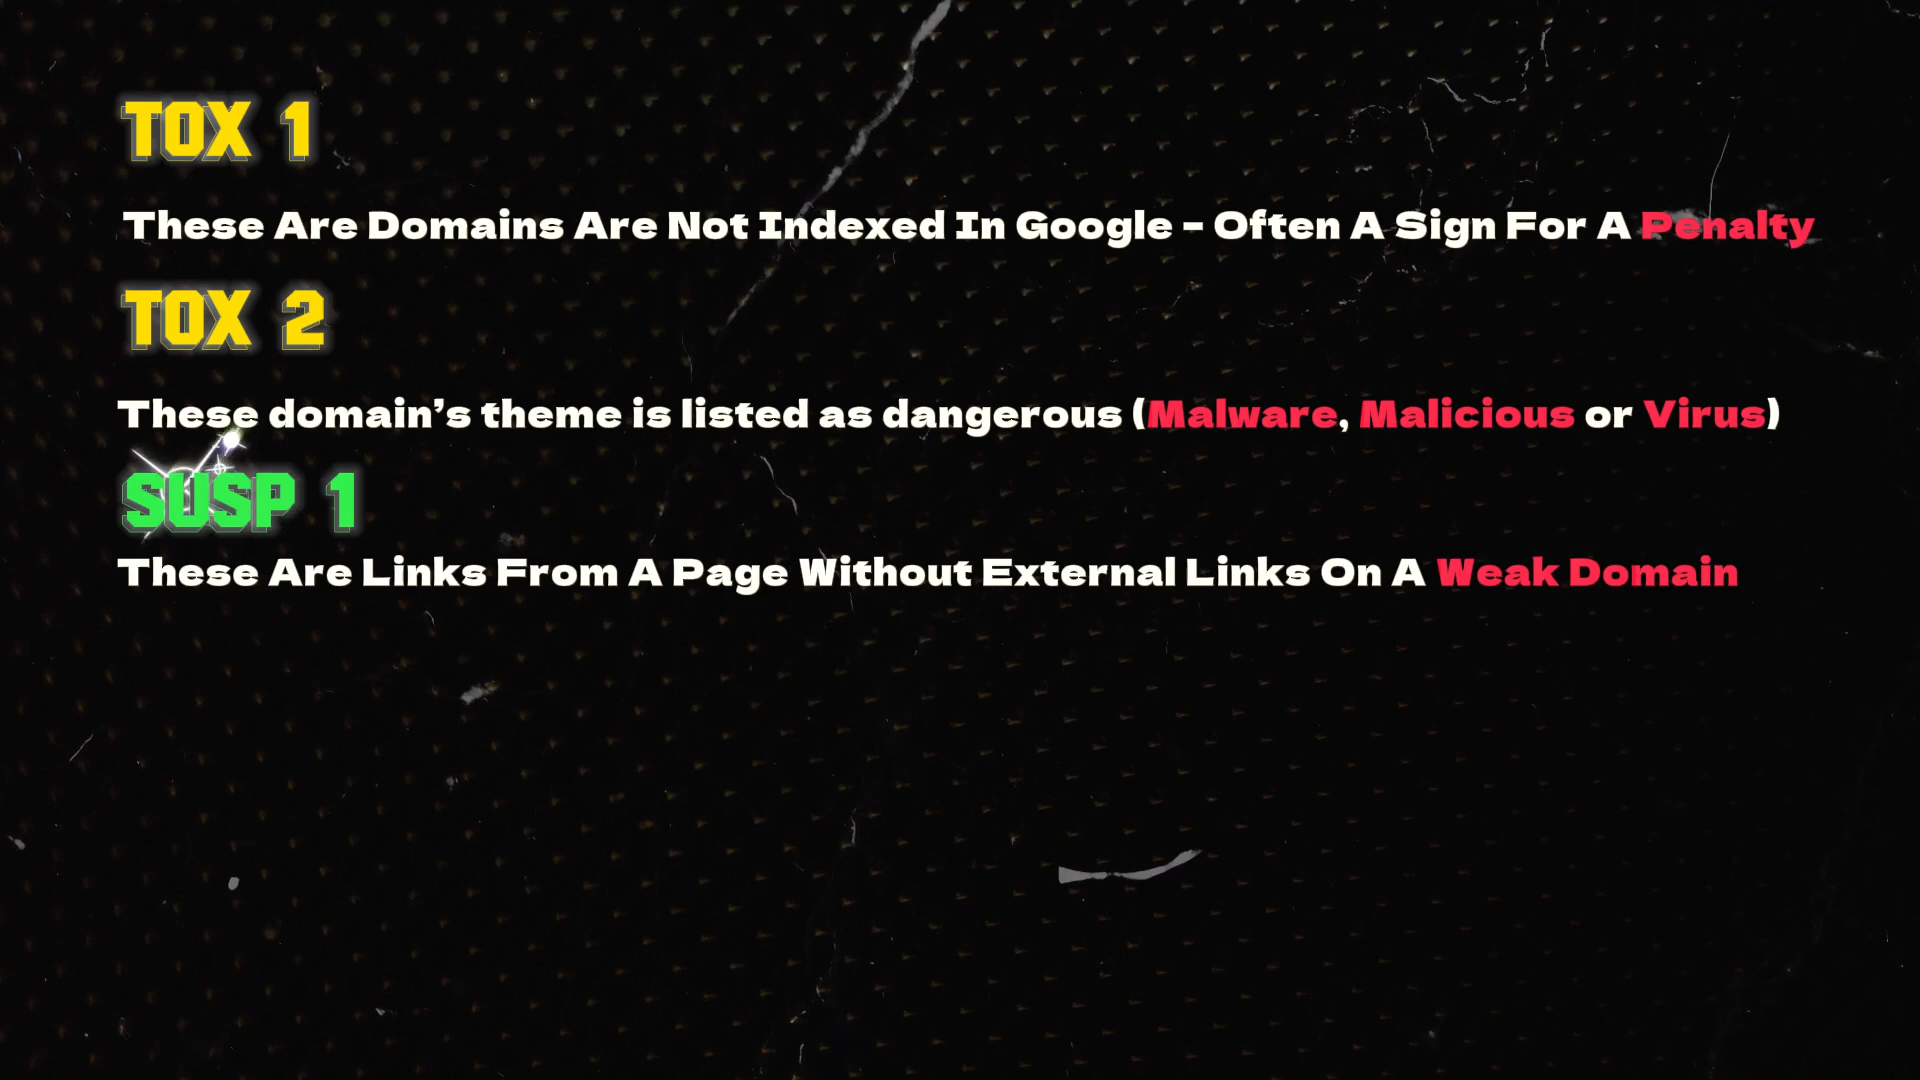 TOX 1
These Are Domains Are Not Indexed In Google - Often A Sign For A Penalty
TOX 2
These domain's theme is listed as dangerous (Malware, Malicious or Virus)
SUSP 1
These Are Links From A Page Without External Links On A Weak Domain